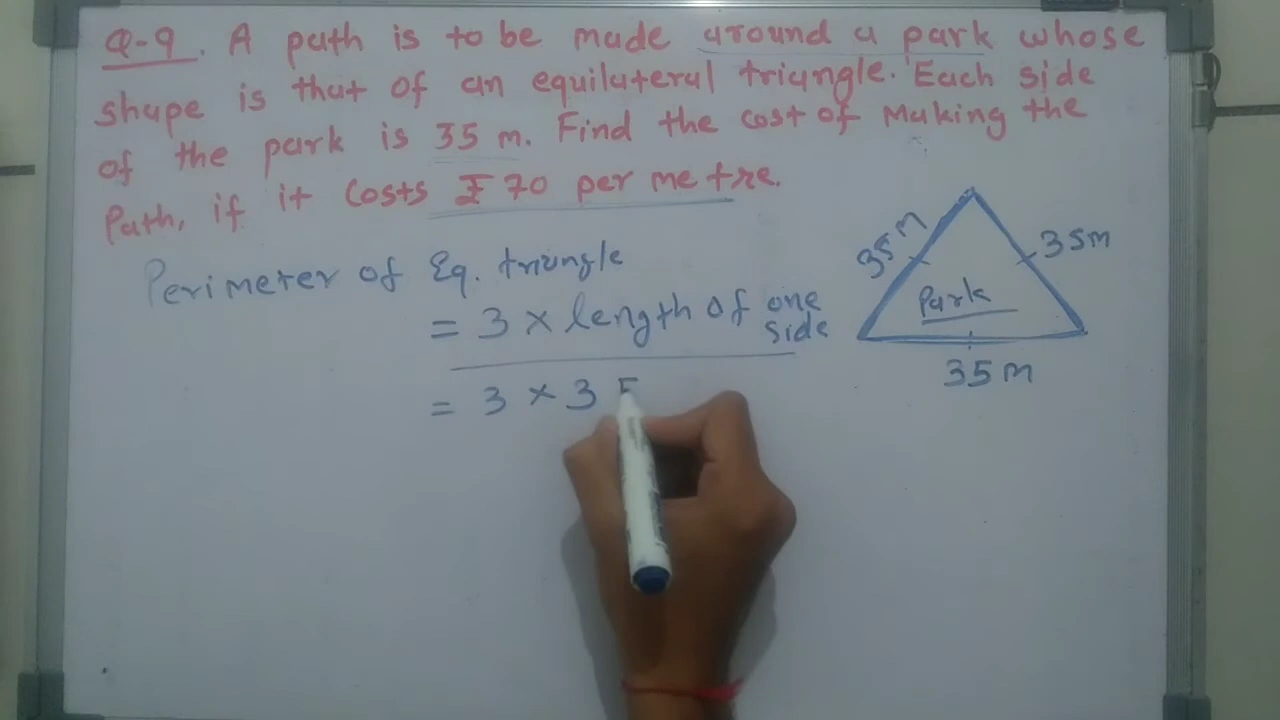 Q-9. A path is to be made around a park whose
shape is that of an equilateral triangle. Each side
of the park is 35 m. Find the cost of Making the
Path, if it Costs ₹70 per metre.
Perimeter of Eq. triangle
= 3 × length of one
side
= 3 × 35
35 m
35m
Park
35 m